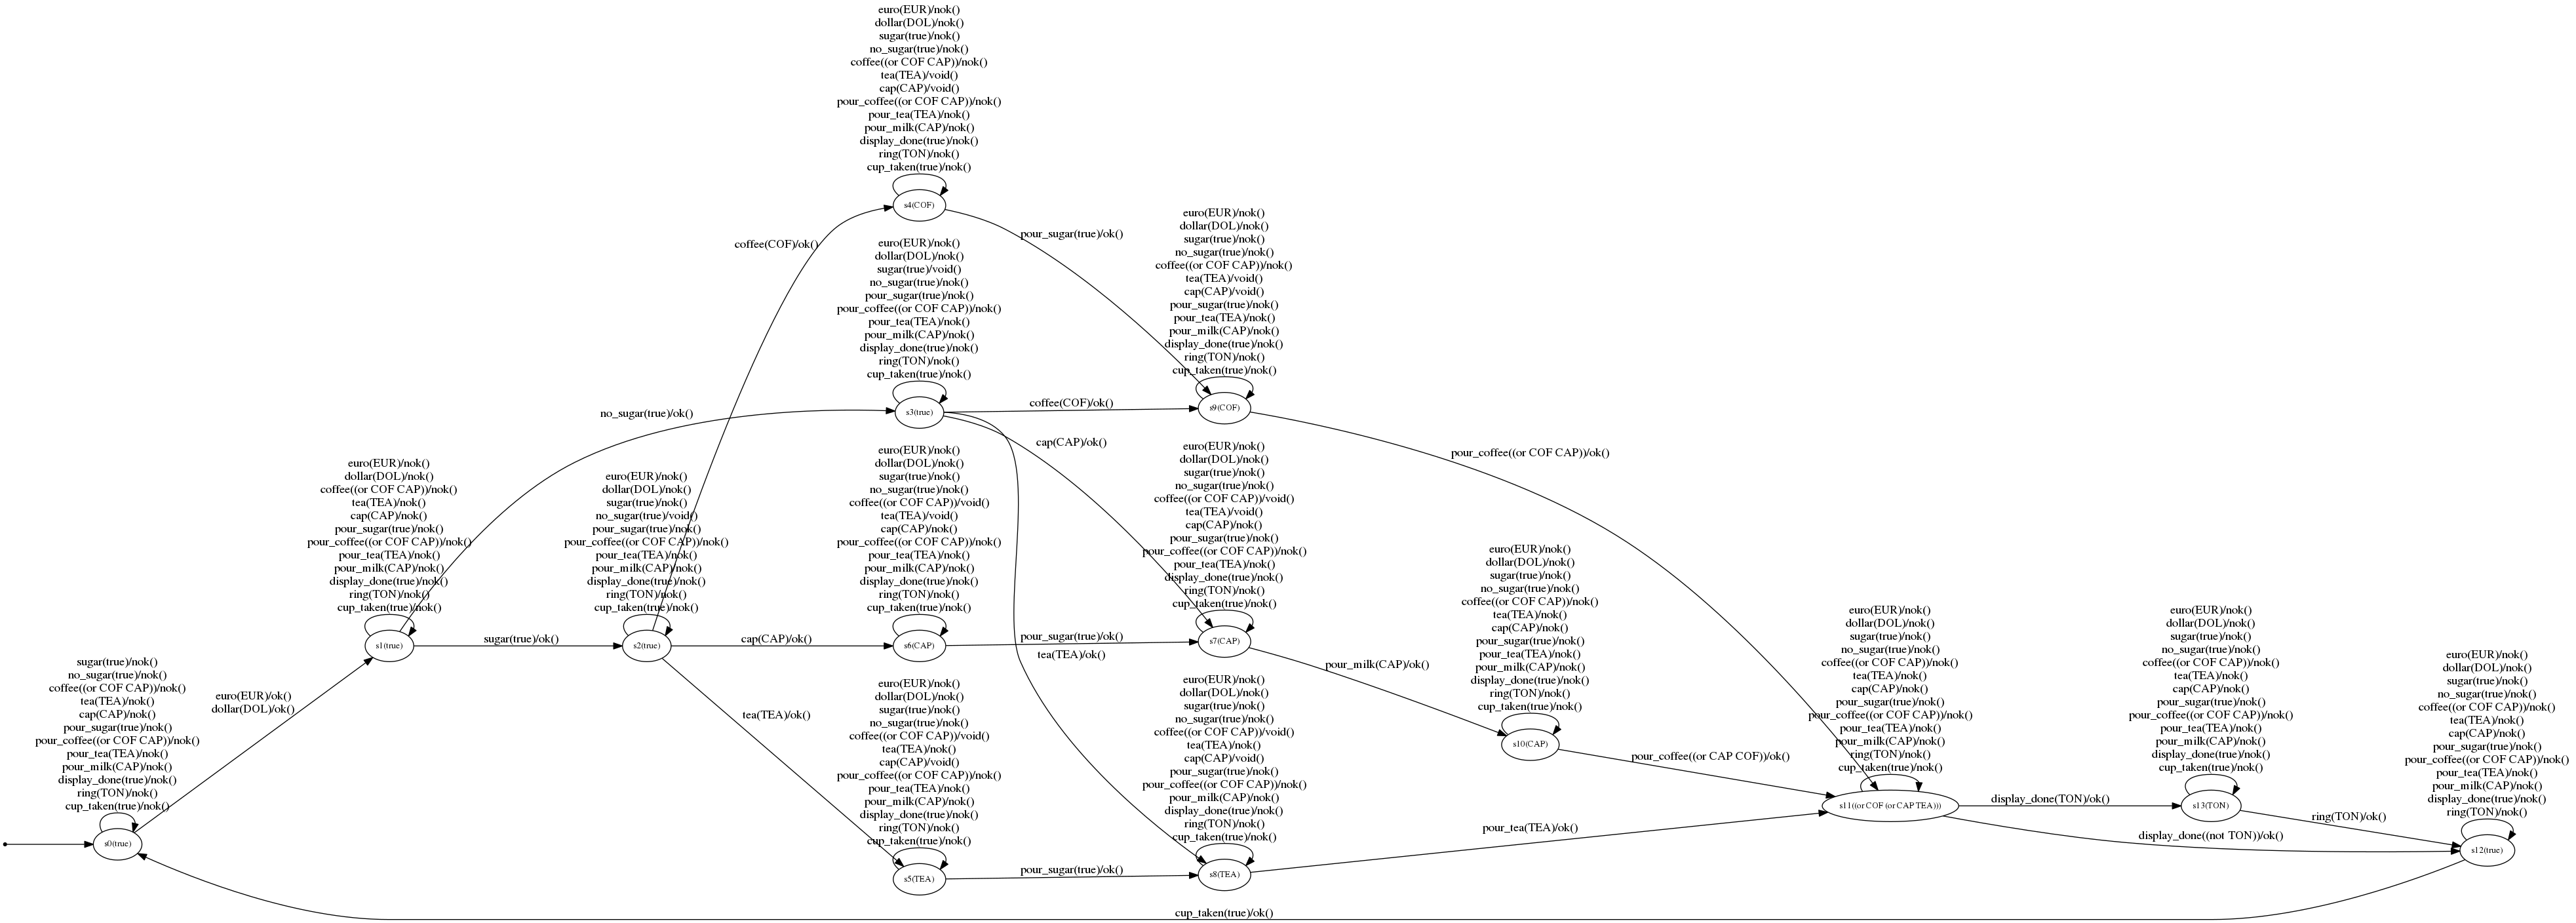 euro(EUR)/nok()
dollar(DOL)/nok()
sugar(true)/nok()
no_sugar(true)/nok()
coffee((or COF CAP))/nok()
tea(TEA)/void()
cap(CAP)/void()
pour_coffee((or COF CAP))/nok()
pour_tea(TEA)/nok()
pour_milk(CAP)/nok()
display_done(true)/nok()
ring(TON)/nok()
cup_taken(true)/nok()
s4(COF)
coffee(COF)/ok()
pour_sugar(true)/ok()
euro(EUR)/nok()
dollar(DOL)/nok()
sugar(true)/void()
no_sugar(true)/nok()
pour_sugar(true)/nok()
pour_coffee((or COF CAP))/nok()
pour_tea(TEA)/nok()
pour_milk(CAP)/nok()
display_done(true)/nok()
ring(TON)/nok()
cup_taken(true)/nok()
s3(true)
no_sugar(true)/ok()
coffee(COF)/ok()
cap(CAP)/ok()
tea(TEA)/ok()
euro(EUR)/nok()
dollar(DOL)/nok()
sugar(true)/nok()
no_sugar(true)/nok()
coffee((or COF CAP))/nok()
tea(TEA)/void()
cap(CAP)/void()
pour_sugar(true)/nok()
pour_tea(TEA)/nok()
pour_milk(CAP)/nok()
display_done(true)/nok()
ring(TON)/nok()
cup_taken(true)/nok()
s9(COF)
pour_coffee((or COF CAP))/ok()
sugar(true)/nok()
no_sugar(true)/nok()
coffee((or COF CAP))/nok()
tea(TEA)/nok()
cap(CAP)/nok()
pour_sugar(true)/nok()
pour_coffee((or COF CAP))/nok()
pour_tea(TEA)/nok()
pour_milk(CAP)/nok()
display_done(true)/nok()
ring(TON)/nok()
cup_taken(true)/nok()
s0(true)
euro(EUR)/ok()
dollar(DOL)/ok()
euro(EUR)/nok()
dollar(DOL)/nok()
coffee((or COF CAP))/nok()
tea(TEA)/nok()
cap(CAP)/nok()
pour_sugar(true)/nok()
pour_coffee((or COF CAP))/nok()
pour_tea(TEA)/nok()
pour_milk(CAP)/nok()
display_done(true)/nok()
ring(TON)/nok()
cup_taken(true)/nok()
s1(true)
sugar(true)/ok()
euro(EUR)/nok()
dollar(DOL)/nok()
sugar(true)/nok()
no_sugar(true)/void()
pour_sugar(true)/nok()
pour_coffee((or COF CAP))/nok()
pour_tea(TEA)/nok()
pour_milk(CAP)/nok()
display_done(true)/nok()
ring(TON)/nok()
cup_taken(true)/nok()
s2(true)
cap(CAP)/ok()
tea(TEA)/ok()
euro(EUR)/nok()
dollar(DOL)/nok()
sugar(true)/nok()
no_sugar(true)/nok()
coffee((or COF CAP))/void()
tea(TEA)/void()
cap(CAP)/nok()
pour_coffee((or COF CAP))/nok()
pour_tea(TEA)/nok()
pour_milk(CAP)/nok()
display_done(true)/nok()
ring(TON)/nok()
cup_taken(true)/nok()
s6(CAP)
pour_sugar(true)/ok()
euro(EUR)/nok()
dollar(DOL)/nok()
sugar(true)/nok()
no_sugar(true)/nok()
coffee((or COF CAP))/void()
tea(TEA)/void()
cap(CAP)/nok()
pour_sugar(true)/nok()
pour_coffee((or COF CAP))/nok()
pour_tea(TEA)/nok()
display_done(true)/nok()
ring(TON)/nok()
cup_taken(true)/nok()
s7(CAP)
pour_milk(CAP)/ok()
euro(EUR)/nok()
dollar(DOL)/nok()
sugar(true)/nok()
no_sugar(true)/nok()
coffee((or COF CAP))/void()
tea(TEA)/nok()
cap(CAP)/void()
pour_coffee((or COF CAP))/nok()
pour_tea(TEA)/nok()
pour_milk(CAP)/nok()
display_done(true)/nok()
ring(TON)/nok()
cup_taken(true)/nok()
s5(TEA)
pour_sugar(true)/ok()
euro(EUR)/nok()
dollar(DOL)/nok()
sugar(true)/nok()
no_sugar(true)/nok()
coffee((or COF CAP))/void()
tea(TEA)/nok()
cap(CAP)/void()
pour_sugar(true)/nok()
pour_coffee((or COF CAP))/nok()
pour_milk(CAP)/nok()
display_done(true)/nok()
ring(TON)/nok()
cup_taken(true)/nok()
s8(TEA)
pour_tea(TEA)/ok()
euro(EUR)/nok()
dollar(DOL)/nok()
sugar(true)/nok()
no_sugar(true)/nok()
coffee((or COF CAP))/nok()
tea(TEA)/nok()
cap(CAP)/nok()
pour_sugar(true)/nok()
pour_tea(TEA)/nok()
pour_milk(CAP)/nok()
display_done(true)/nok()
ring(TON)/nok()
cup_taken(true)/nok()
s10(CAP)
pour_coffee((or CAP COF))/ok()
euro(EUR)/nok()
dollar(DOL)/nok()
sugar(true)/nok()
no_sugar(true)/nok()
coffee((or COF CAP))/nok()
tea(TEA)/nok()
cap(CAP)/nok()
pour_sugar(true)/nok()
pour_coffee((or COF CAP))/nok()
pour_tea(TEA)/nok()
pour_milk(CAP)/nok()
ring(TON)/nok()
cup_taken(true)/nok()
s11((or COF (or CAP TEA)))
display_done(TON)/ok()
display_done((not TON))/ok()
euro(EUR)/nok()
dollar(DOL)/nok()
sugar(true)/nok()
no_sugar(true)/nok()
coffee((or COF CAP))/nok()
tea(TEA)/nok()
cap(CAP)/nok()
pour_sugar(true)/nok()
pour_coffee((or COF CAP))/nok()
pour_tea(TEA)/nok()
pour_milk(CAP)/nok()
display_done(true)/nok()
cup_taken(true)/nok()
s13(TON)
ring(TON)/ok()
euro(EUR)/nok()
dollar(DOL)/nok()
sugar(true)/nok()
no_sugar(true)/nok()
coffee((or COF CAP))/nok()
tea(TEA)/nok()
cap(CAP)/nok()
pour_sugar(true)/nok()
pour_coffee((or COF CAP))/nok()
pour_tea(TEA)/nok()
pour_milk(CAP)/nok()
display_done(true)/nok()
ring(TON)/nok()
s12(true)
cup_taken(true)/ok()